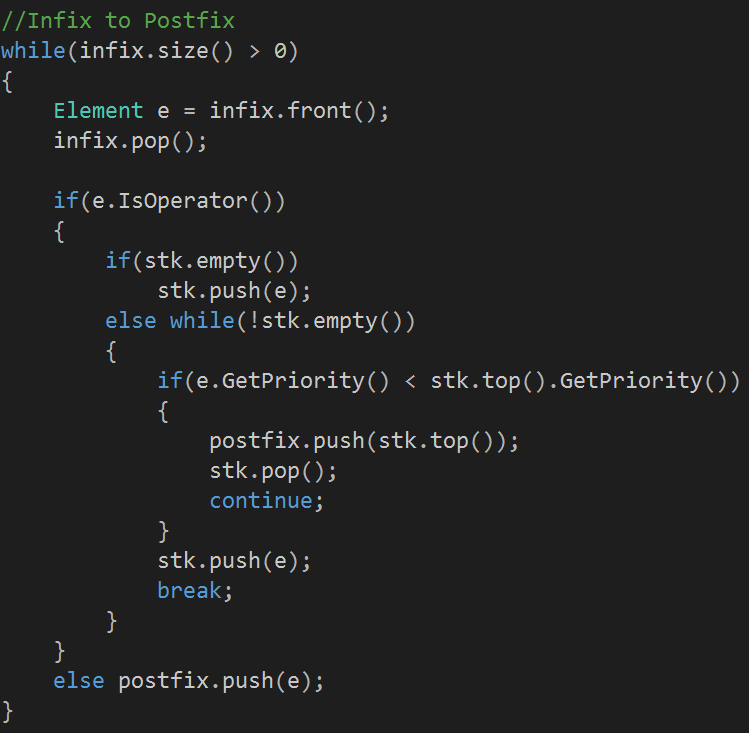 //Infix to Postfix
while(infix.size() > 0)
{
    Element e = infix.front();
    infix.pop();

    if(e.IsOperator())
    {
        if(stk.empty())
            stk.push(e);
        else while(!stk.empty())
        {
            if(e.GetPriority() < stk.top().GetPriority())
            {
                postfix.push(stk.top());
                stk.pop();
                continue;
            }
            stk.push(e);
            break;
        }
    }
    else postfix.push(e);
}